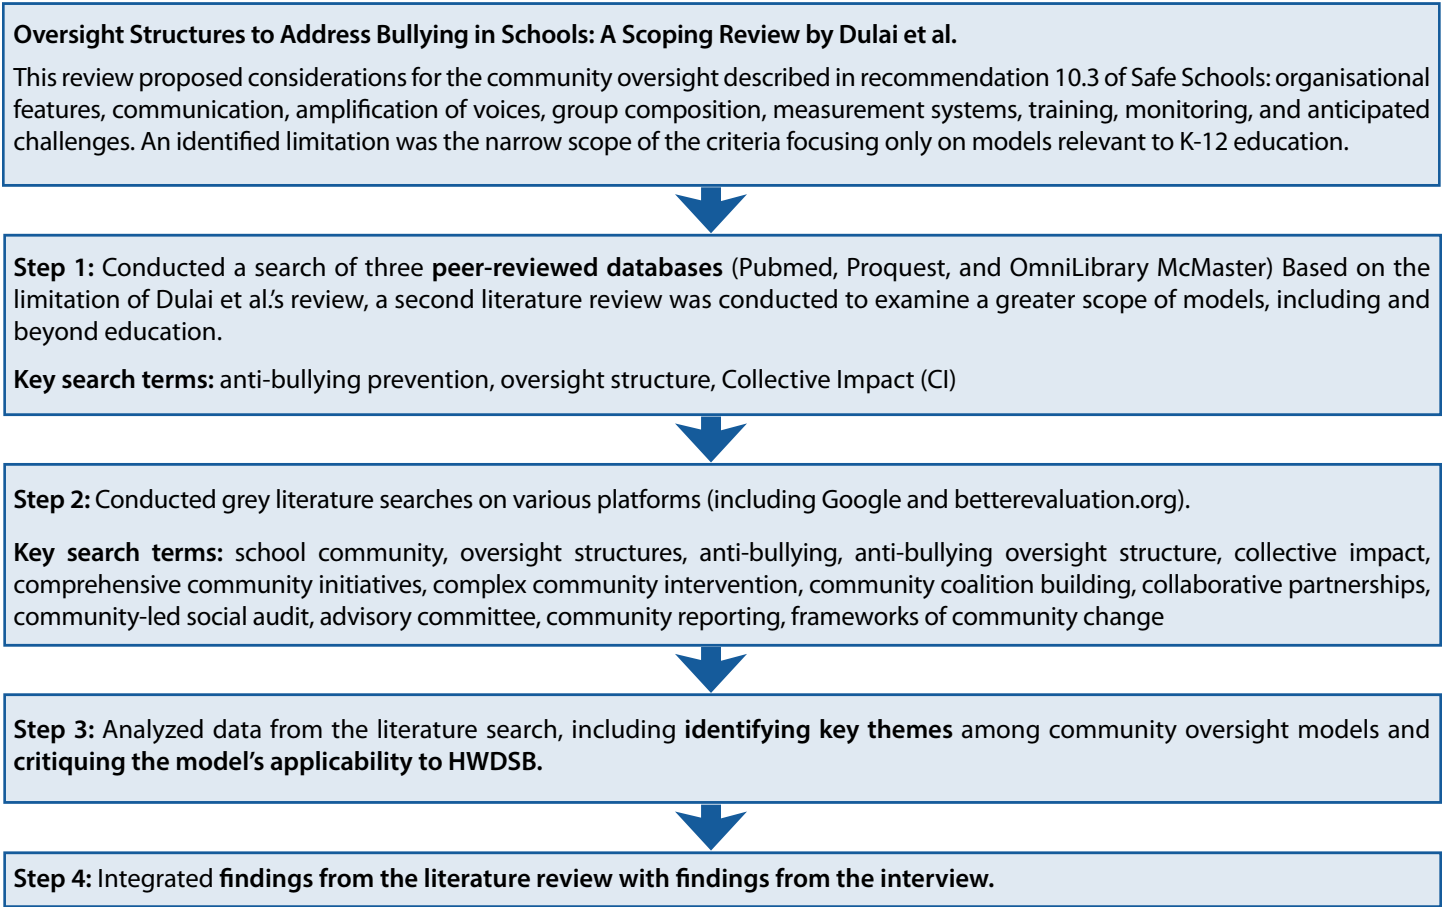 Oversight Structures to Address Bullying in Schools: A Scoping Review by Dulai et al.
This review proposed considerations for the community oversight described in recommendation 10.3 of Safe Schools: organisational
features, communication, amplification of voices, group composition, measurement systems, training, monitoring, and anticipated
challenges. An identified limitation was the narrow scope of the criteria focusing only on models relevant to K-12 education.
Step 1: Conducted a search of three peer-reviewed databases (Pubmed, Proquest, and OmniLibrary McMaster) Based on the
limitation of Dulai et al.'s review, a second literature review was conducted to examine a greater scope of models, including and
beyond education.
Key search terms: anti-bullying prevention, oversight structure, Collective Impact (CI)
Step 2: Conducted grey literature searches on various platforms (including Google and betterevaluation.org).
Key search terms: school community, oversight structures, anti-bullying, anti-bullying oversight structure, collective impact,
comprehensive community initiatives, complex community intervention, community coalition building, collaborative partnerships,
community-led social audit, advisory committee, community reporting, frameworks of community change
Step 3: Analyzed data from the literature search, including identifying key themes among community oversight models and
critiquing the model's applicability to HWDSB.
Step 4: Integrated findings from the literature review with findings from the interview.